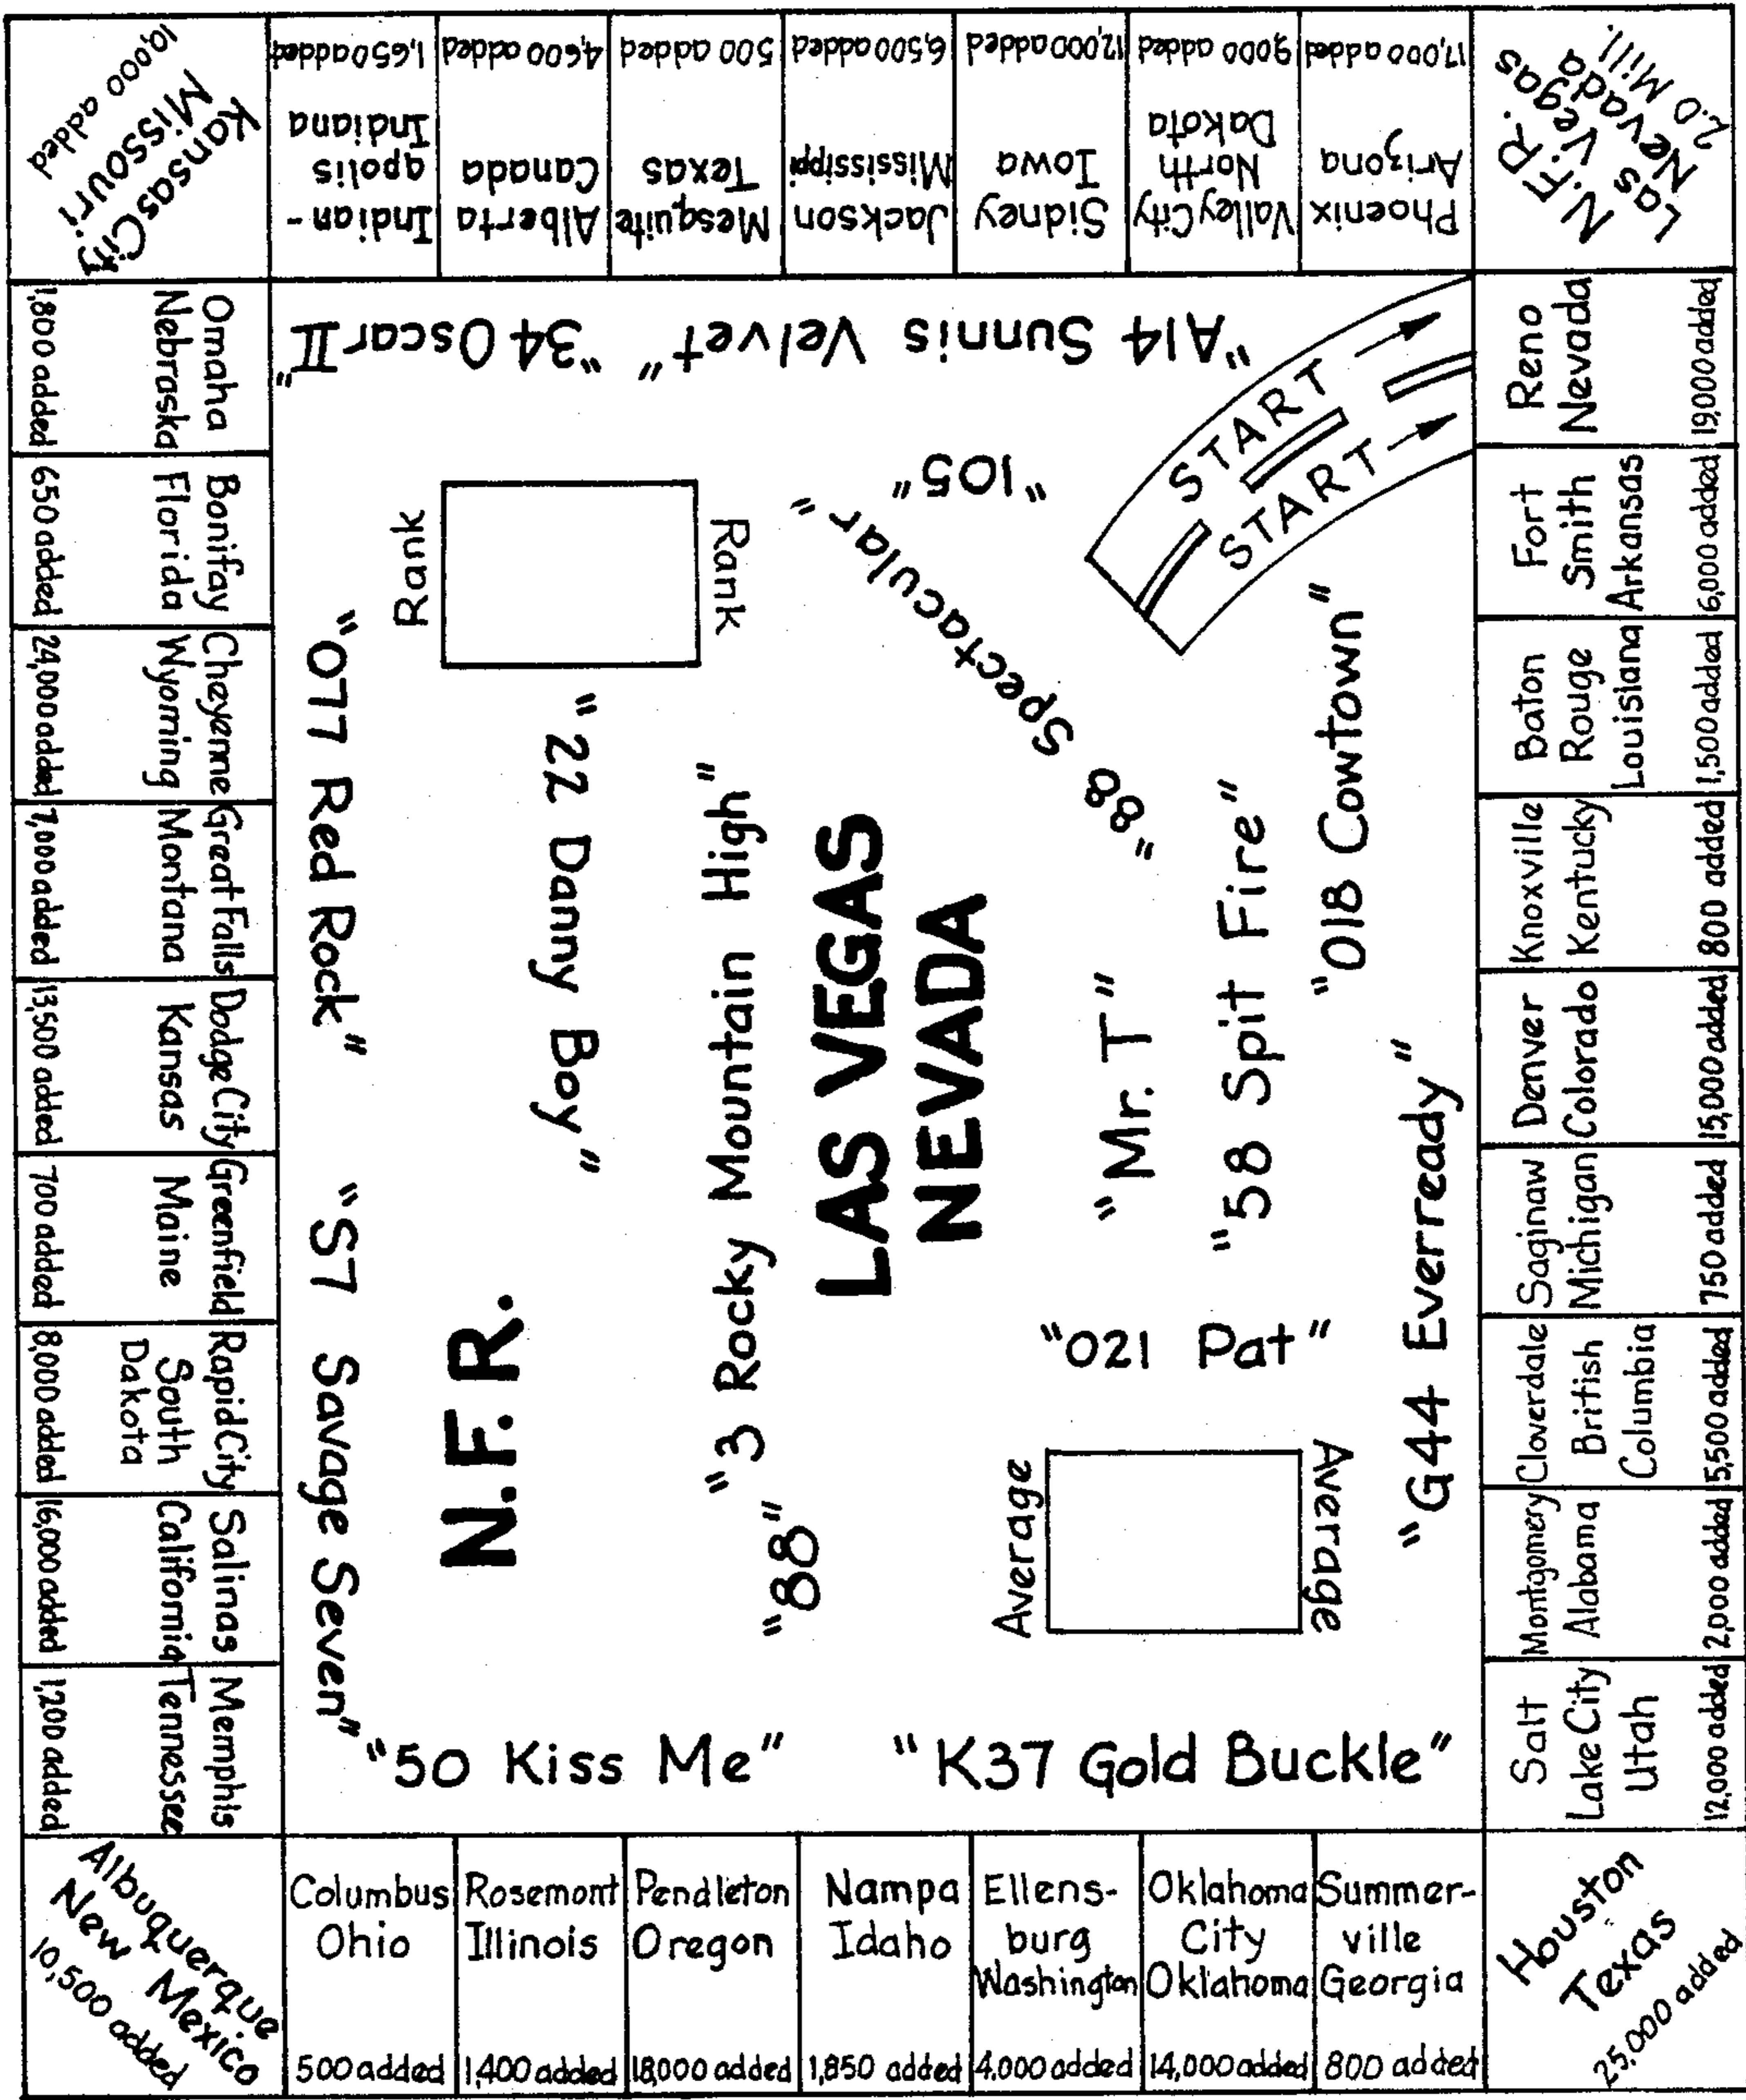 Kansas City
Missouri
10,000 added
Indian-
apolis
Indiana
1,650 added
Alberta
Canada
4,600 added
Mesquite
Texas
500 added
Jackson
Mississippi
6,500 added
Sidney
Iowa
12,000 added
Valley City
North
Dakota
9,000 added
Phoenix
Arizona
17,000 added
N.F.R.
Las Vegas
Nevada
2.0 Mill.
Reno
Nevada
19,000 added
Fort
Smith
Arkansas
6,000 added
Baton
Rouge
Louisiana
1,500 added
Knoxville
Kentucky
800 added
Denver
Colorado
15,000 added
Saginaw
Michigan
750 added
Cloverdale
British
Columbia
15,500 added
Montgomery
Alabama
2,000 added
Salt
Lake City
Utah
12,000 added
Houston
Texas
25,000 added
Summer-
ville
Georgia
800 added
Oklahoma
City
Oklahoma
14,000 added
Ellens-
burg
Washington
4,000 added
Nampa
Idaho
1,850 added
Pendleton
Oregon
18,000 added
Rosemont
Illinois
1,400 added
Columbus
Ohio
500 added
Albuquerque
New Mexico
10,500 added
Memphis
Tennessee
1,200 added
Salinas
California
16,000 added
Rapid City
South
Dakota
8,000 added
Greenfield
Maine
700 added
Dodge City
Kansas
13,500 added
Great Falls
Montana
7,000 added
Cheyenne
Wyoming
24,000 added
Bonifay
Florida
650 added
Omaha
Nebraska
1,800 added
"A14 Sunnis Velvet" "34 Oscar II"
START
START
"105"
"88 Spectacular"
Rank
Rank
"077 Red Rock"
"S7 Savage Seven"
"22 Danny Boy"
N.F.R.
"3 Rocky Mountain High"
"88"
LAS VEGAS
NEVADA
"Mr. T"
"58 Spit Fire"
"018 Cowtown"
"G44 Everready"
"021 Pat"
Average
Average
"50 Kiss Me"
"K37 Gold Buckle"